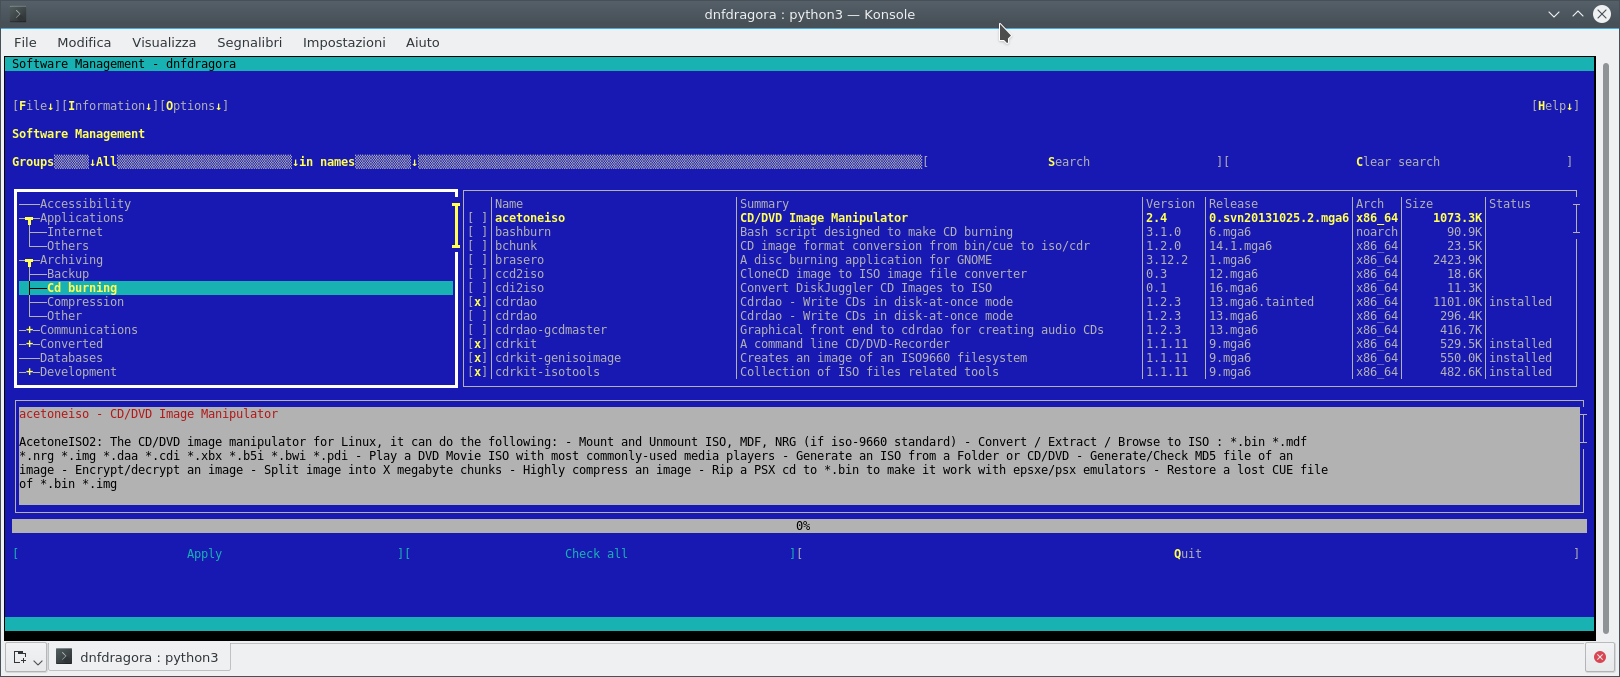 dnfdragora : python3 — Konsole
File Modifica Visualizza Segnalibri Impostazioni Aiuto
Software Management - dnfdragora
[File↓][Information↓][Options↓] [Help↓]
Software Management
Groups ↓All ↓in names ↓ [ Search ][ Clear search ]
Accessibility
Applications
Internet
Others
Archiving
Backup
Cd burning
Compression
Other
Communications
Converted
Databases
Development
Name Summary Version Release Arch Size Status
[ ] acetoneiso CD/DVD Image Manipulator 2.4 0.svn20131025.2.mga6 x86_64 1073.3K
[ ] bashburn Bash script designed to make CD burning 3.1.0 6.mga6 noarch 90.9K
[ ] bchunk CD image format conversion from bin/cue to iso/cdr 1.2.0 14.1.mga6 x86_64 23.5K
[ ] brasero A disc burning application for GNOME 3.12.2 1.mga6 x86_64 2423.9K
[ ] ccd2iso CloneCD image to ISO image file converter 0.3 12.mga6 x86_64 18.6K
[ ] cdi2iso Convert DiskJuggler CD Images to ISO 0.1 16.mga6 x86_64 11.3K
[x] cdrdao Cdrdao - Write CDs in disk-at-once mode 1.2.3 13.mga6.tainted x86_64 1101.0K installed
[ ] cdrdao Cdrdao - Write CDs in disk-at-once mode 1.2.3 13.mga6 x86_64 296.4K
[ ] cdrdao-gcdmaster Graphical front end to cdrdao for creating audio CDs 1.2.3 13.mga6 x86_64 416.7K
[x] cdrkit A command line CD/DVD-Recorder 1.1.11 9.mga6 x86_64 529.5K installed
[x] cdrkit-genisoimage Creates an image of an ISO9660 filesystem 1.1.11 9.mga6 x86_64 550.0K installed
[x] cdrkit-isotools Collection of ISO files related tools 1.1.11 9.mga6 x86_64 482.6K installed
acetoneiso - CD/DVD Image Manipulator
AcetoneISO2: The CD/DVD image manipulator for Linux, it can do the following: - Mount and Unmount ISO, MDF, NRG (if iso-9660 standard) - Convert / Extract / Browse to ISO : *.bin *.mdf
*.nrg *.img *.daa *.cdi *.xbx *.b5i *.bwi *.pdi - Play a DVD Movie ISO with most commonly-used media players - Generate an ISO from a Folder or CD/DVD - Generate/Check MD5 file of an
image - Encrypt/decrypt an image - Split image into X megabyte chunks - Highly compress an image - Rip a PSX cd to *.bin to make it work with epsxe/psx emulators - Restore a lost CUE file
of *.bin *.img
0%
[ Apply ][ Check all ][ Quit ]
dnfdragora : python3